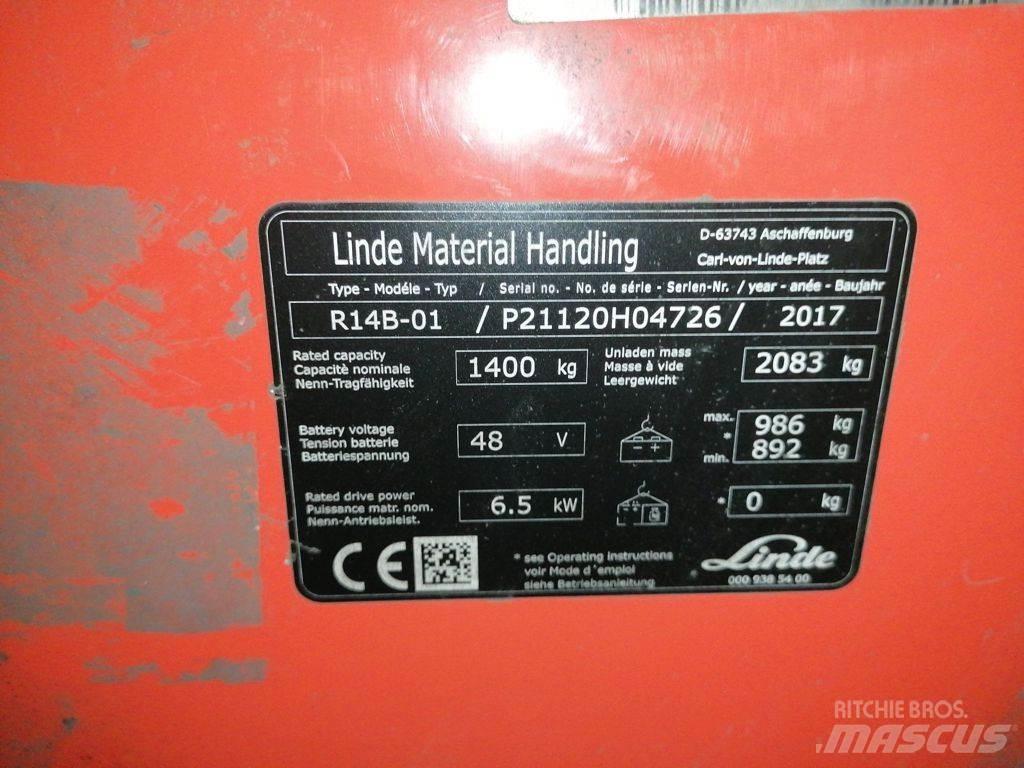 Linde Material Handling
D-63743 Aschaffenburg
Carl-von-Linde-Platz
Type - Modéle - Typ / Serial no. - No. de série - Serien-Nr. / year - anée - Baujahr
R14B-01 / P21120H04726 / 2017
Rated capacity
Capacitè nominale
Nenn-Tragfähigkeit
1400 kg
Unladen mass
Masse à vide
Leergewicht
2083 kg
Battery voltage
Tension batterie
Batteriespannung
48 V
max. 986 kg
*
min. 892 kg
Rated drive power
Puissance matr. nom.
Nenn-Antriebsleist.
6.5 kW
* 0 kg
CE
* see Operating instructions
voir Mode d'emploi
siehe Betriebsanleitung
Linde
000 938 54 00
RITCHIE BROS.
MASCUS